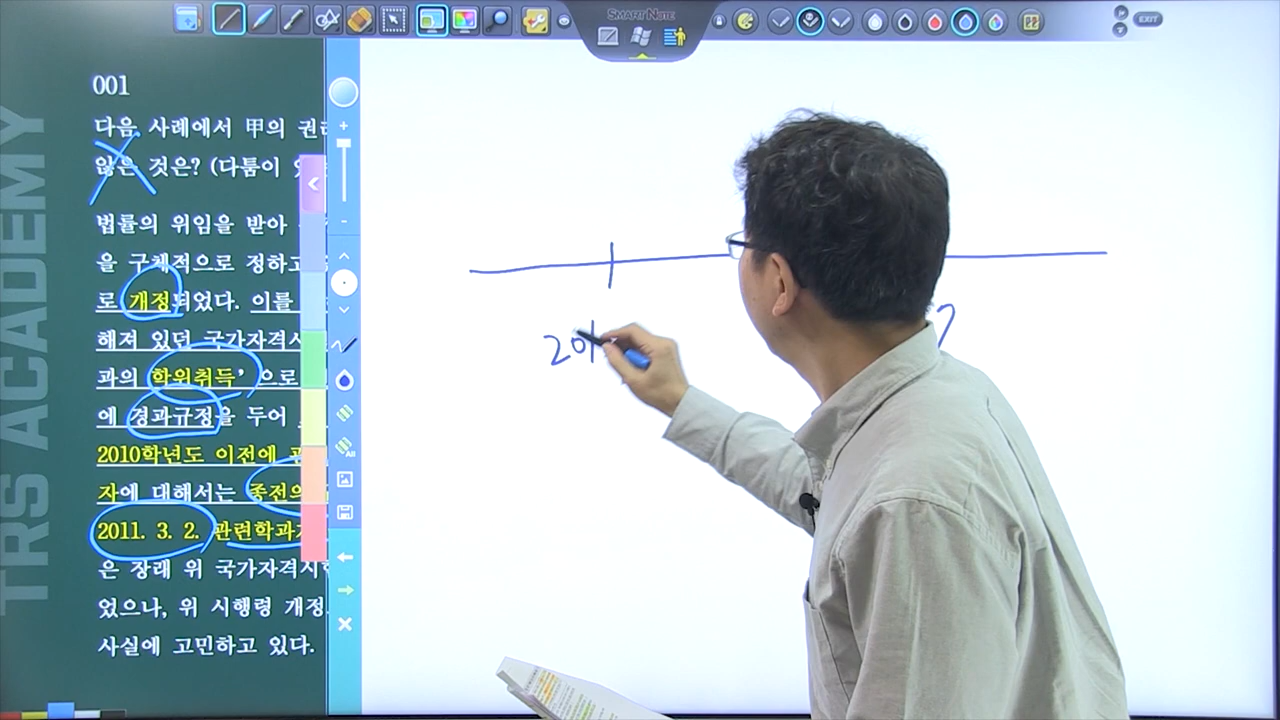 SMART NOTE
EXIT
001
다음 사례에서 甲의 권리
않은 것은? (다툼이 있
법률의 위임을 받아
을 구체적으로 정하고
로 개정되었다. 이를
해져 있던 국가자격시
과의 학위취득’으로
에 경과규정을 두어
2010학년도 이전에
자에 대해서는 종전의
2011. 3. 2. 관련학과
은 장래 위 국가자격시험
었으나, 위 시행령 개정
사실에 고민하고 있다.
TRS ACADEMY
All
201